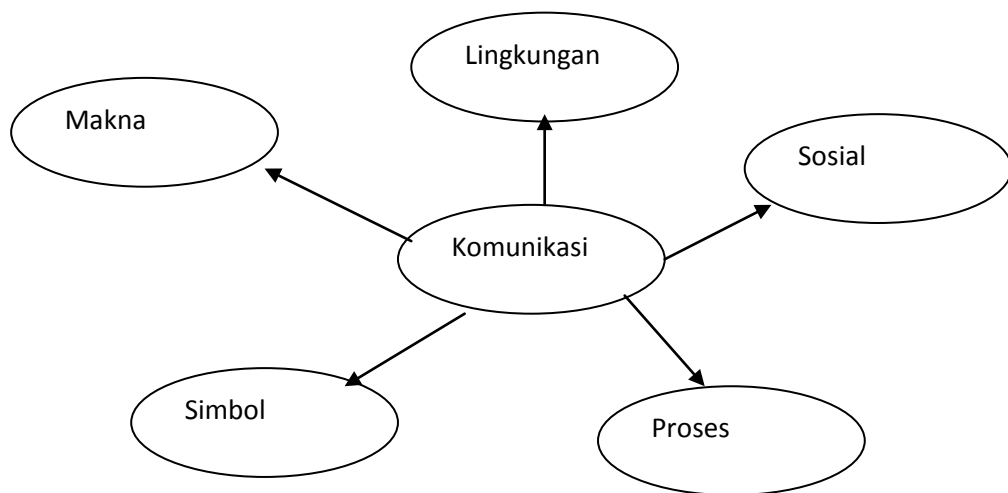 Lingkungan
Makna
Sosial
Komunikasi
Simbol
Proses